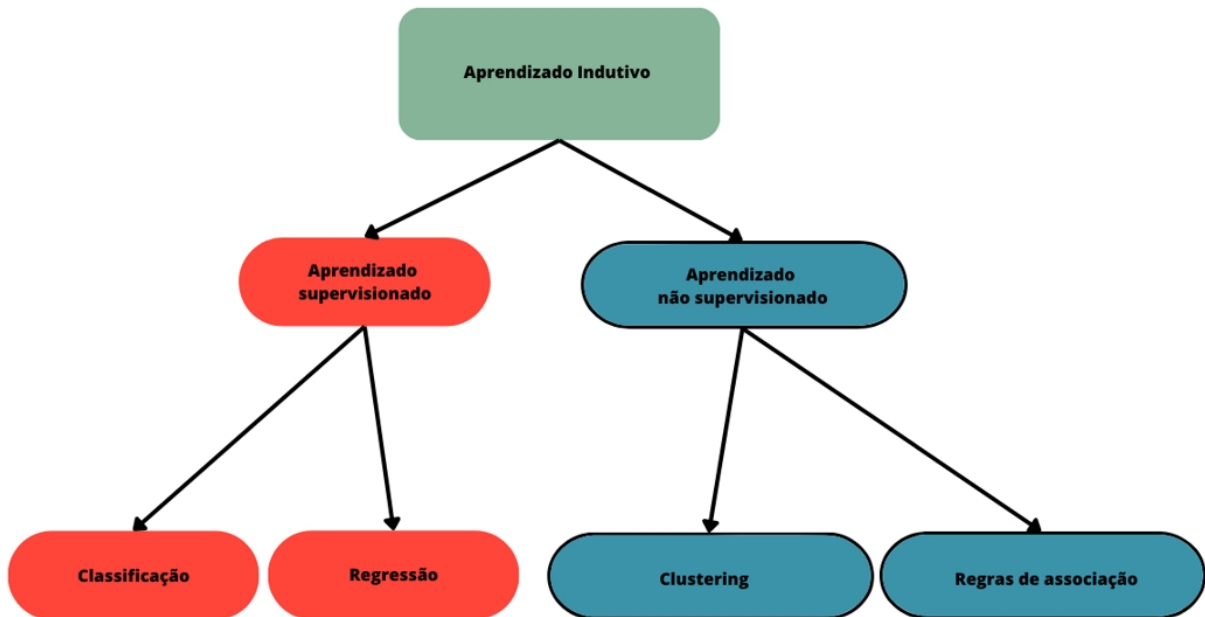 Aprendizado Indutivo
Aprendizado
supervisionado
Aprendizado
não supervisionado
Classificação
Regressão
Clustering
Regras de associação